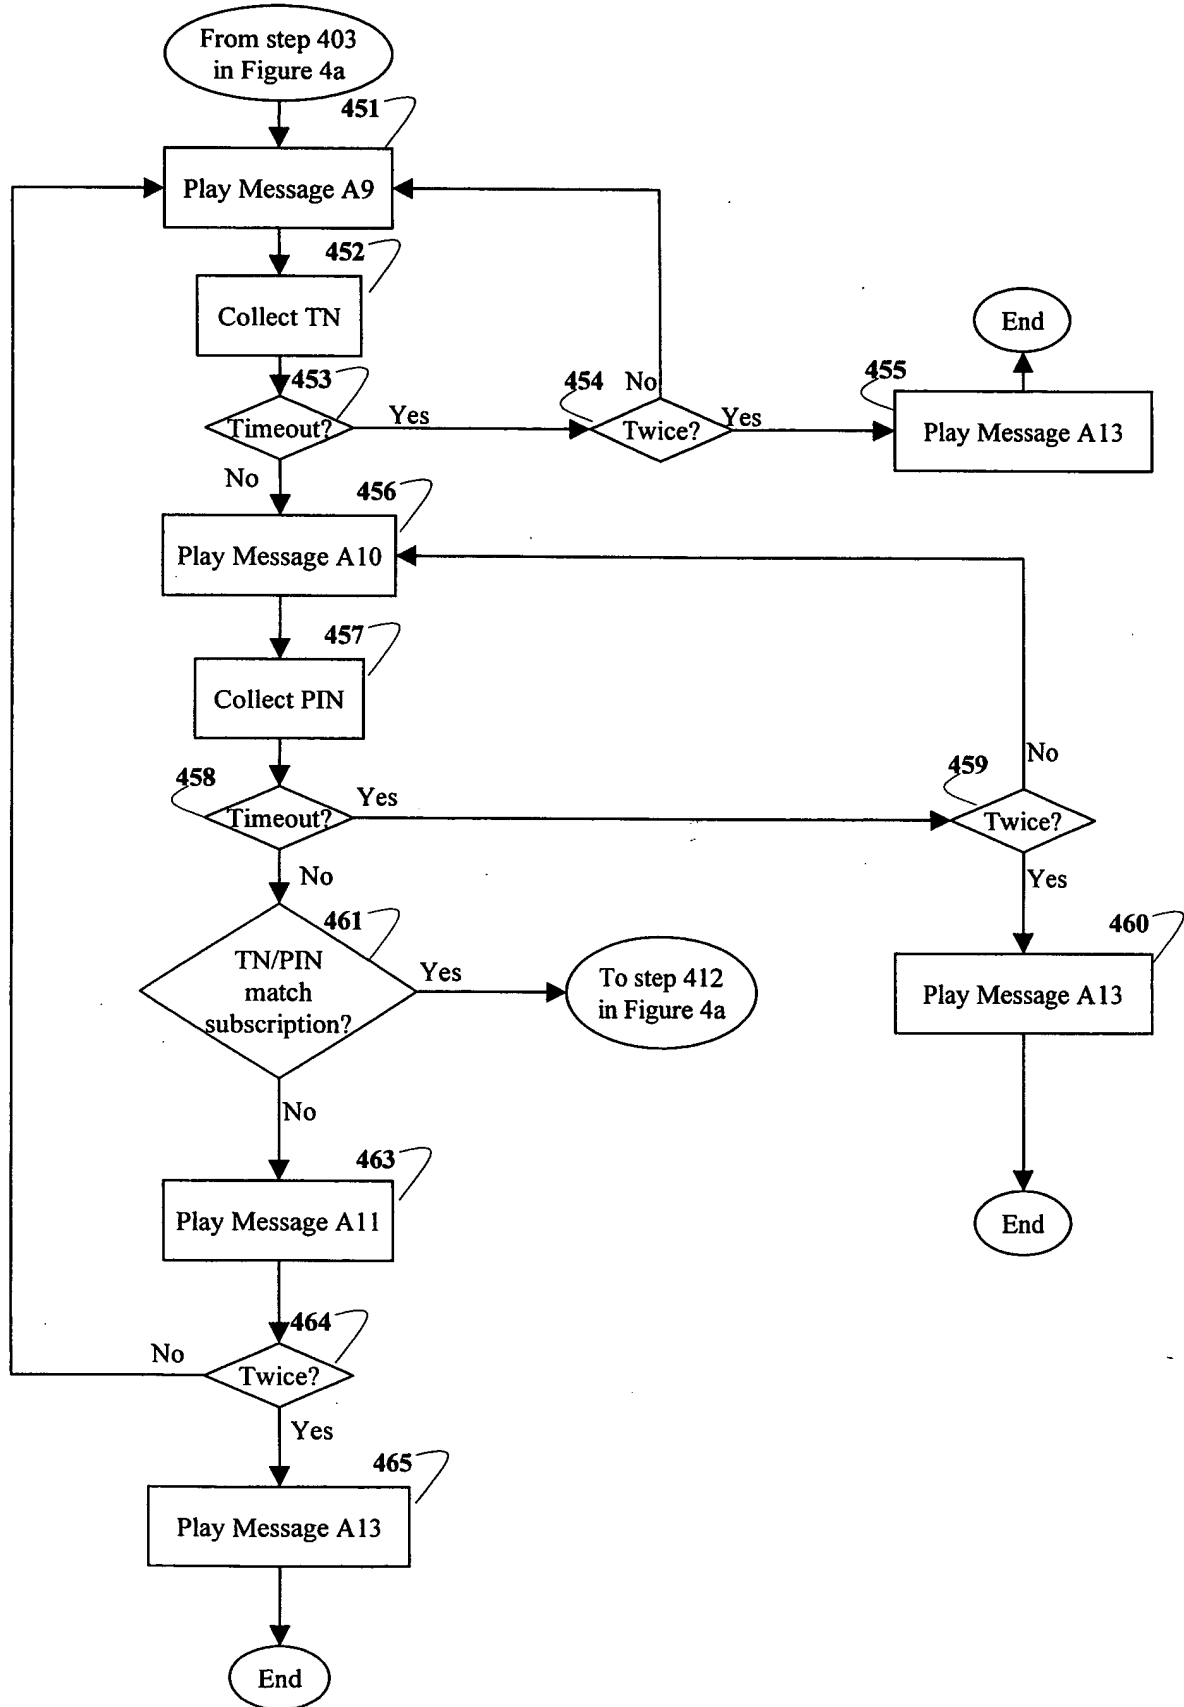 From step 403
in Figure 4a
451
Play Message A9
452
Collect TN
End
453
454
No
455
Timeout?
Yes
Twice?
Yes
Play Message A13
No
456
Play Message A10
457
Collect PIN
No
458
459
Timeout?
Yes
Twice?
No
Yes
461
460
TN/PIN
match
subscription?
Yes
To step 412
in Figure 4a
Play Message A13
No
463
Play Message A11
End
464
No
Twice?
Yes
465
Play Message A13
End